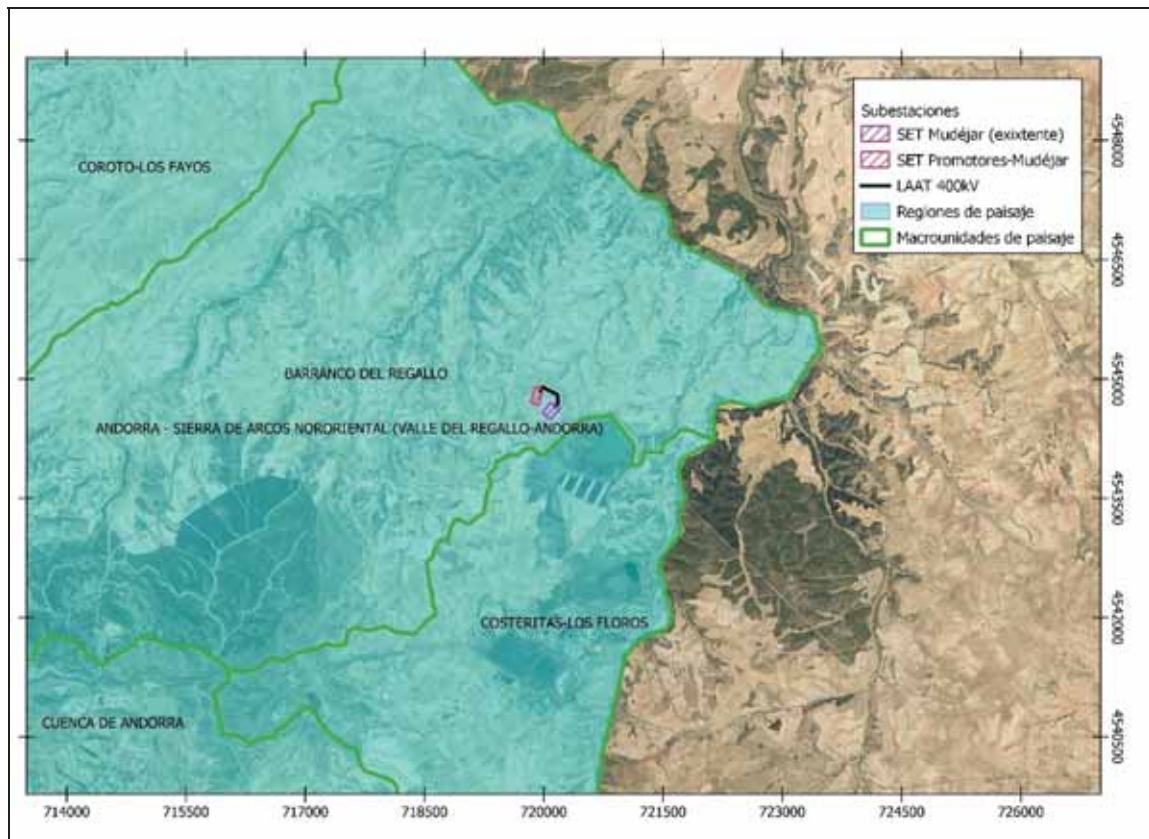 Subestaciones
SET Mudéjar (exixtente)
SET Promotores-Mudéjar
LAAT 400kV
Regiones de paisaje
Macrounidades de paisaje
COROTO-LOS FAYOS
BARRANCO DEL REGALLO
ANDORRA - SIERRA DE ARCOS NORORIENTAL (VALLE DEL REGALLO-ANDORRA)
COSTERITAS-LOS FLOROS
CUENCA DE ANDORRA
4548000
4546500
4545000
4543500
4542000
4540500
714000 715500 717000 718500 720000 721500 723000 724500 726000